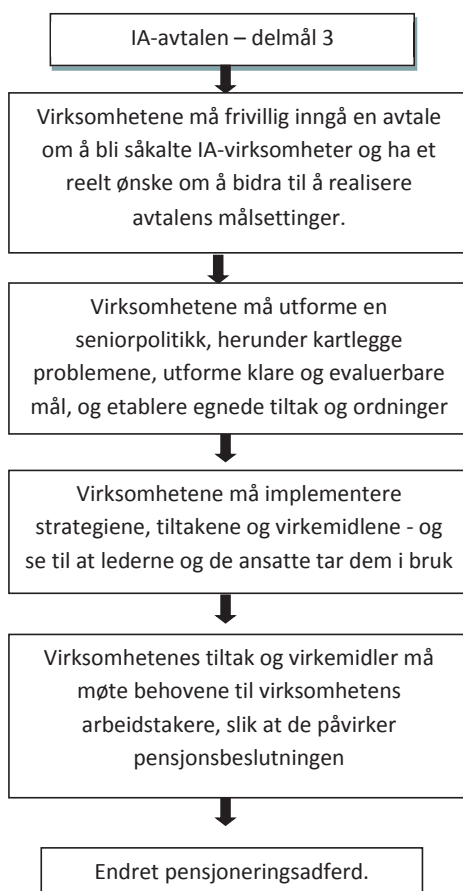 IA-avtalen – delmål 3
Virksomhetene må frivillig inngå en avtale
om å bli såkalte IA-virksomheter og ha et
reelt ønske om å bidra til å realisere
avtalens målsettinger.
Virksomhetene må utforme en
seniorpolitikk, herunder kartlegge
problemene, utforme klare og evaluerbare
mål, og etablere egnede tiltak og ordninger
Virksomhetene må implementere
strategiene, tiltakene og virkemidlene - og
se til at lederne og de ansatte tar dem i bruk
Virksomhetenes tiltak og virkemidler må
møte behovene til virksomhetens
arbeidstakere, slik at de påvirker
pensjonsbeslutningen
Endret pensjoneringsadferd.